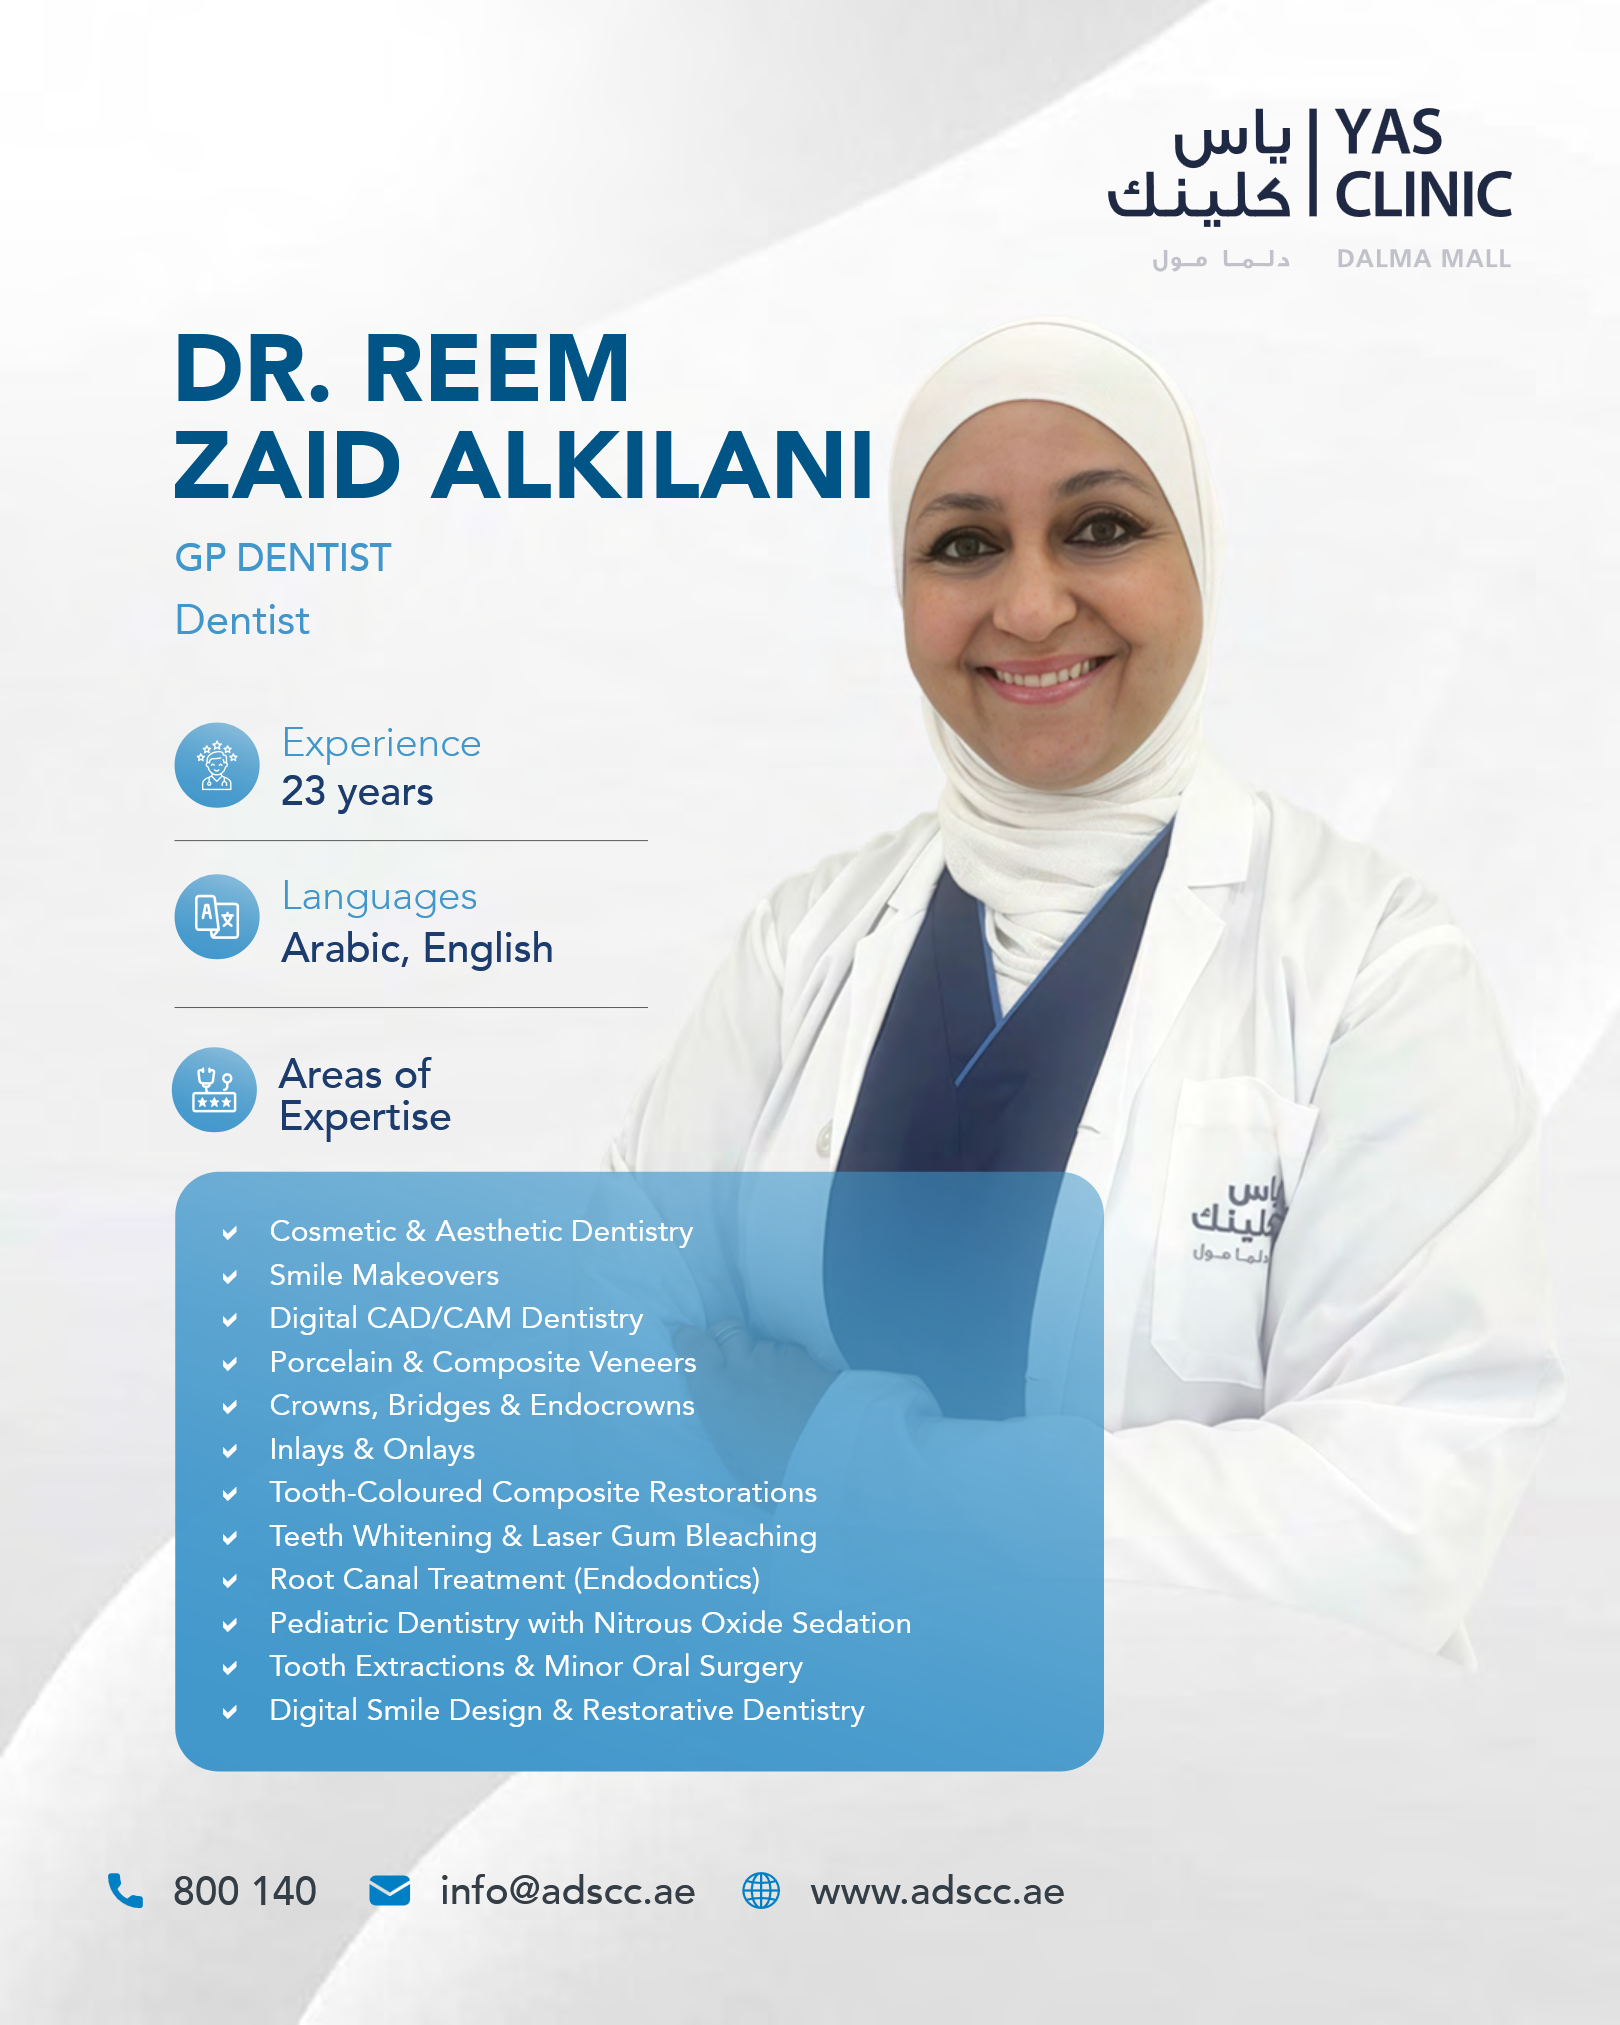 ياس
كلينك
YAS
CLINIC
دلما مول
DALMA MALL
DR. REEM
ZAID ALKILANI
GP DENTIST
Dentist
Experience
23 years
Languages
Arabic, English
Areas of
Expertise
Cosmetic & Aesthetic Dentistry
Smile Makeovers
Digital CAD/CAM Dentistry
Porcelain & Composite Veneers
Crowns, Bridges & Endocrowns
Inlays & Onlays
Tooth-Coloured Composite Restorations
Teeth Whitening & Laser Gum Bleaching
Root Canal Treatment (Endodontics)
Pediatric Dentistry with Nitrous Oxide Sedation
Tooth Extractions & Minor Oral Surgery
Digital Smile Design & Restorative Dentistry
ياس
كلينك
دلما مول
800 140
info@adscc.ae
www.adscc.ae